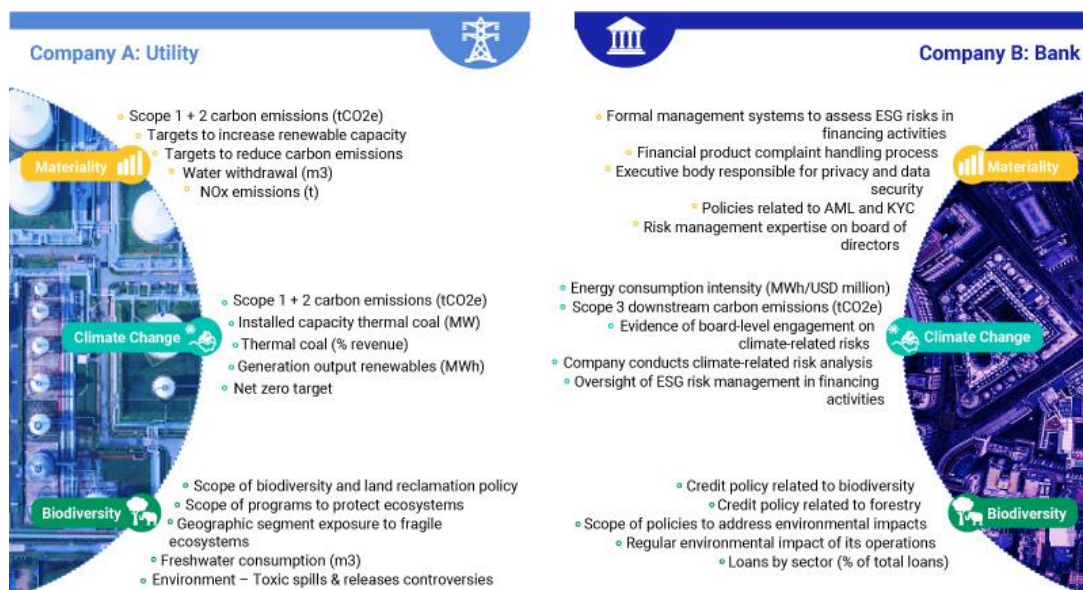 Company A: Utility
Scope 1 + 2 carbon emissions (tCO2e)
Targets to increase renewable capacity
Targets to reduce carbon emissions
Water withdrawal (m3)
NOx emissions (t)
Materiality
Scope 1 + 2 carbon emissions (tCO2e)
Installed capacity thermal coal (MW)
Thermal coal (% revenue)
Generation output renewables (MWh)
Net zero target
Climate Change
Scope of biodiversity and land reclamation policy
Scope of programs to protect ecosystems
Geographic segment exposure to fragile
ecosystems
Freshwater consumption (m3)
Environment – Toxic spills & releases controversies
Biodiversity
Company B: Bank
Formal management systems to assess ESG risks in
financing activities
Financial product complaint handling process
Executive body responsible for privacy and data
security
Policies related to AML and KYC
Risk management expertise on board of
directors
Materiality
Energy consumption intensity (MWh/USD million)
Scope 3 downstream carbon emissions (tCO2e)
Evidence of board-level engagement on
climate-related risks
Company conducts climate-related risk analysis
Oversight of ESG risk management in financing
activities
Climate Change
Credit policy related to biodiversity
Credit policy related to forestry
Scope of policies to address environmental impacts
Regular environmental impact of its operations
Loans by sector (% of total loans)
Biodiversity